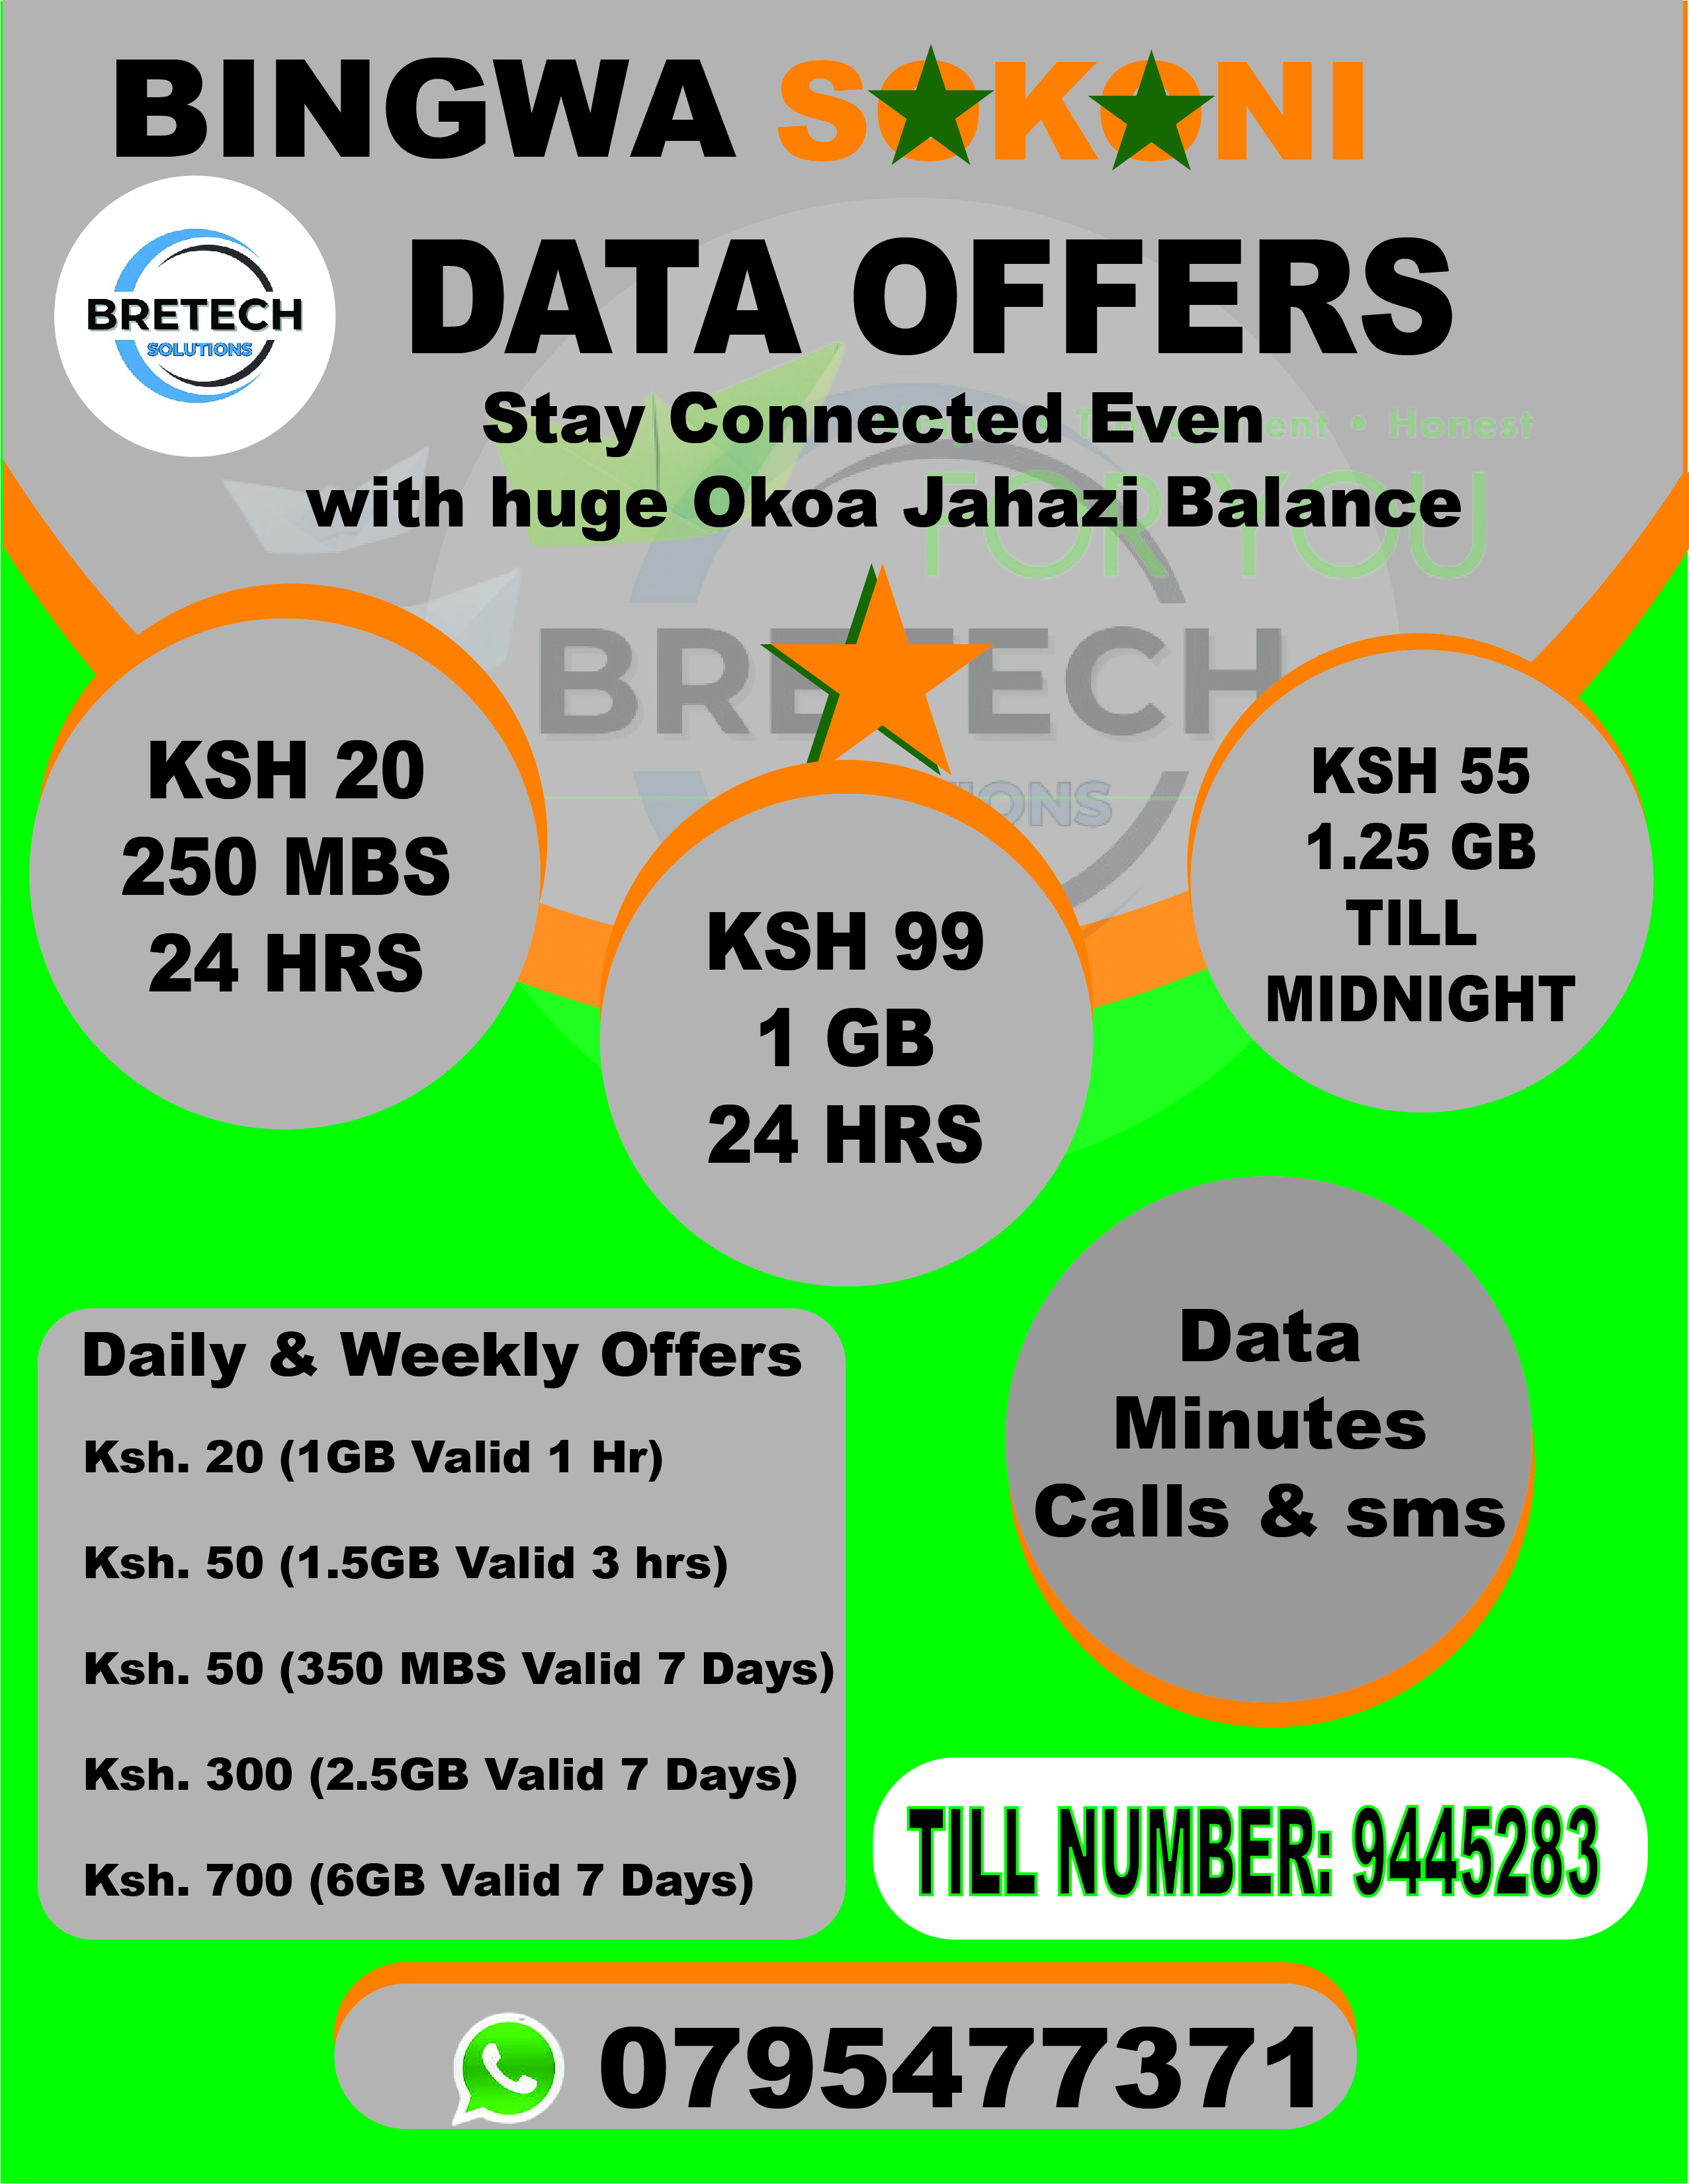 BINGWA SOKONI
BRETECH
SOLUTIONS
DATA OFFERS
Stay Connected Even
with huge Okoa Jahazi Balance
Honest
FOR YOU
BRETECH
KSH 20
250 MBS
24 HRS
KSH 99
1 GB
24 HRS
KSH 55
1.25 GB
TILL
MIDNIGHT
Daily & Weekly Offers
Ksh. 20 (1GB Valid 1 Hr)
Ksh. 50 (1.5GB Valid 3 hrs)
Ksh. 50 (350 MBS Valid 7 Days)
Ksh. 300 (2.5GB Valid 7 Days)
Ksh. 700 (6GB Valid 7 Days)
Data
Minutes
Calls & sms
TILL NUMBER: 9445283
0795477371